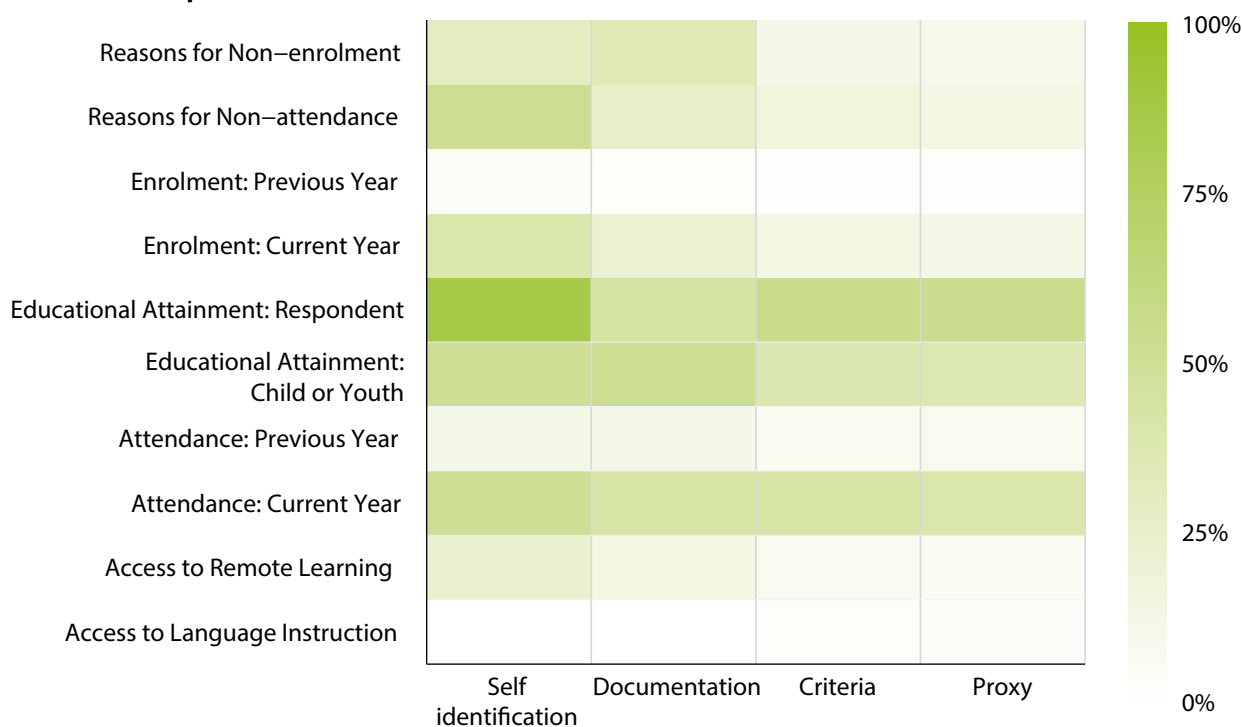 Reasons for Non−enrolment
Reasons for Non−attendance
Enrolment: Previous Year
Enrolment: Current Year
Educational Attainment: Respondent
Educational Attainment:
Child or Youth
Attendance: Previous Year
Attendance: Current Year
Access to Remote Learning
Access to Language Instruction
Self
identification
Documentation
Criteria
Proxy
100%
75%
50%
25%
0%